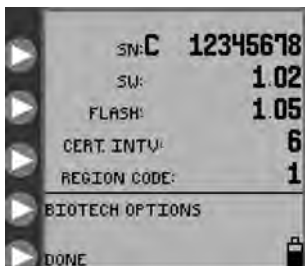 SN:C 12345678
SW: 1.02
FLASH: 1.05
CERT. INTV: 6
REGION CODE: 1
BIOTECH OPTIONS
DONE